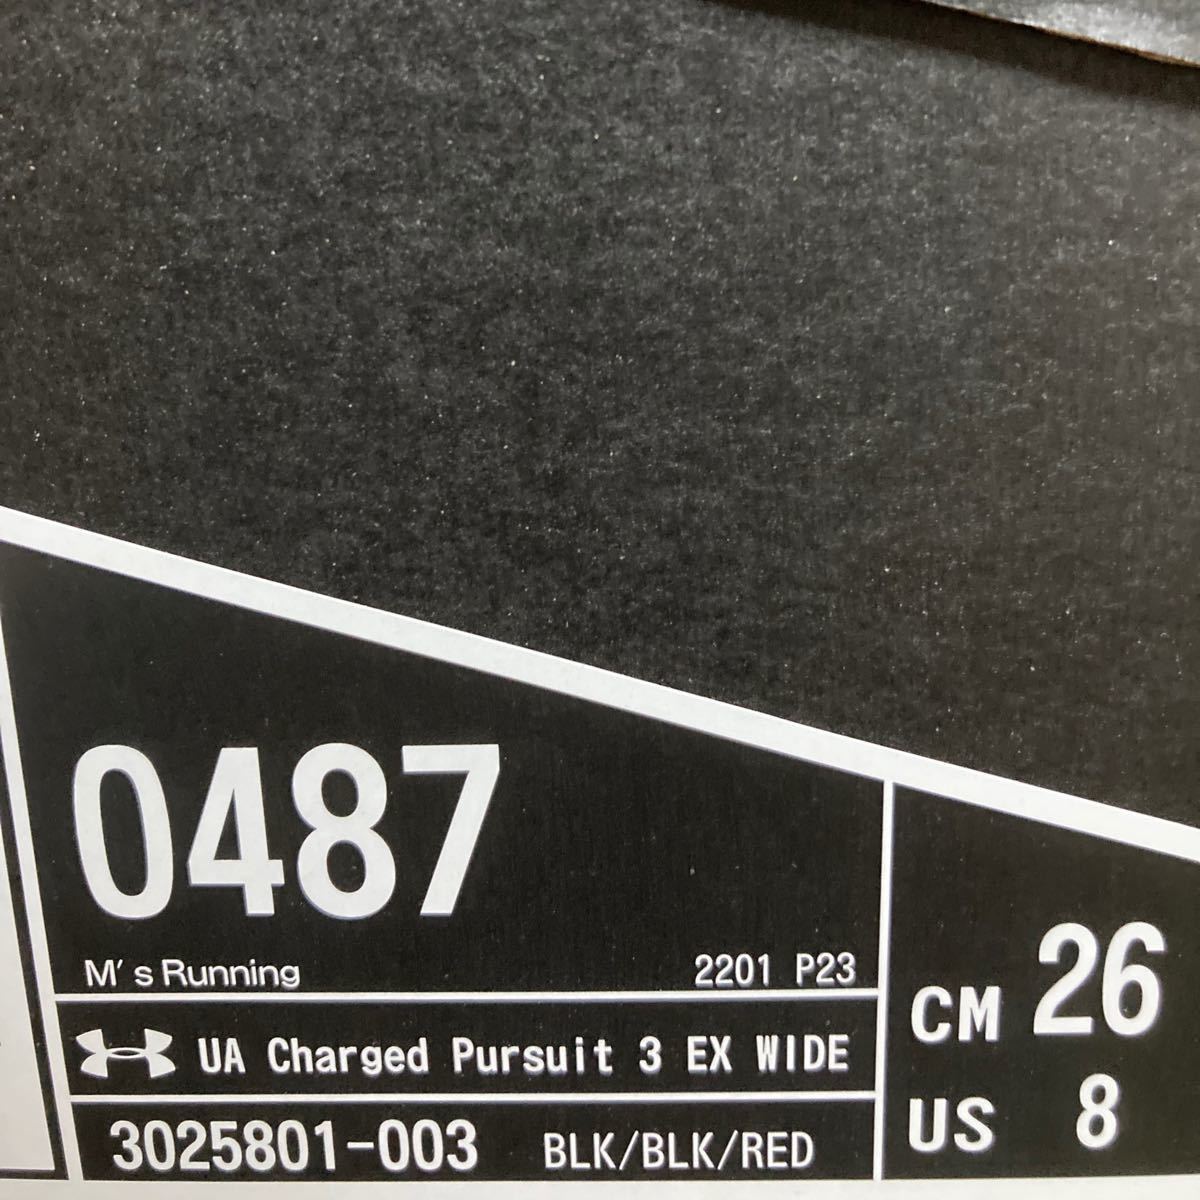 0487
M's Running 2201 P23
UA Charged Pursuit 3 EX WIDE
3025801-003 BLK/BLK/RED
CM 26
US 8